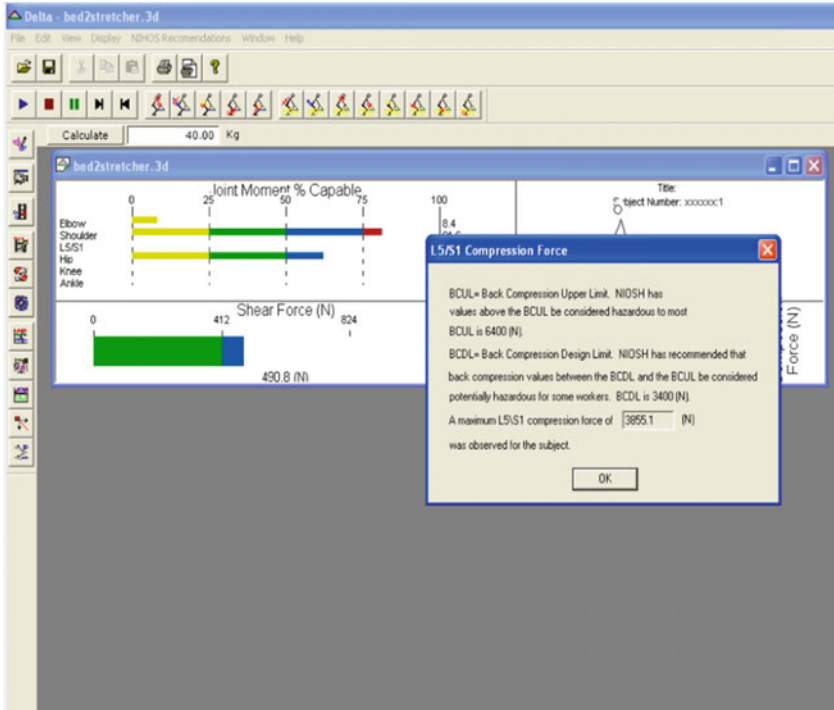 Delta - bed2stretcher.3d
File Edit View Display NIHOS Recomendations Window Help
Calculate 40.00 Kg
bed2stretcher.3d
Joint Moment % Capable
0 25 50 75 100
Elbow
Shoulder
L5/S1
Hip
Knee
Ankle
8.4
Title:
Subject Number: xxxxxx:1
Shear Force (N)
0 412 824
490.8 (N)
Force (N)
L5/S1 Compression Force
BCUL= Back Compression Upper Limit. NIOSH has
values above the BCUL be considered hazardous to most
BCUL is 6400 (N).
BCDL= Back Compression Design Limit. NIOSH has recommended that
back compression values between the BCDL and the BCUL be considered
potentially hazardous for some workers. BCDL is 3400 (N).
A maximum L5\S1 compression force of 3855.1 (N)
was observed for the subject.
OK